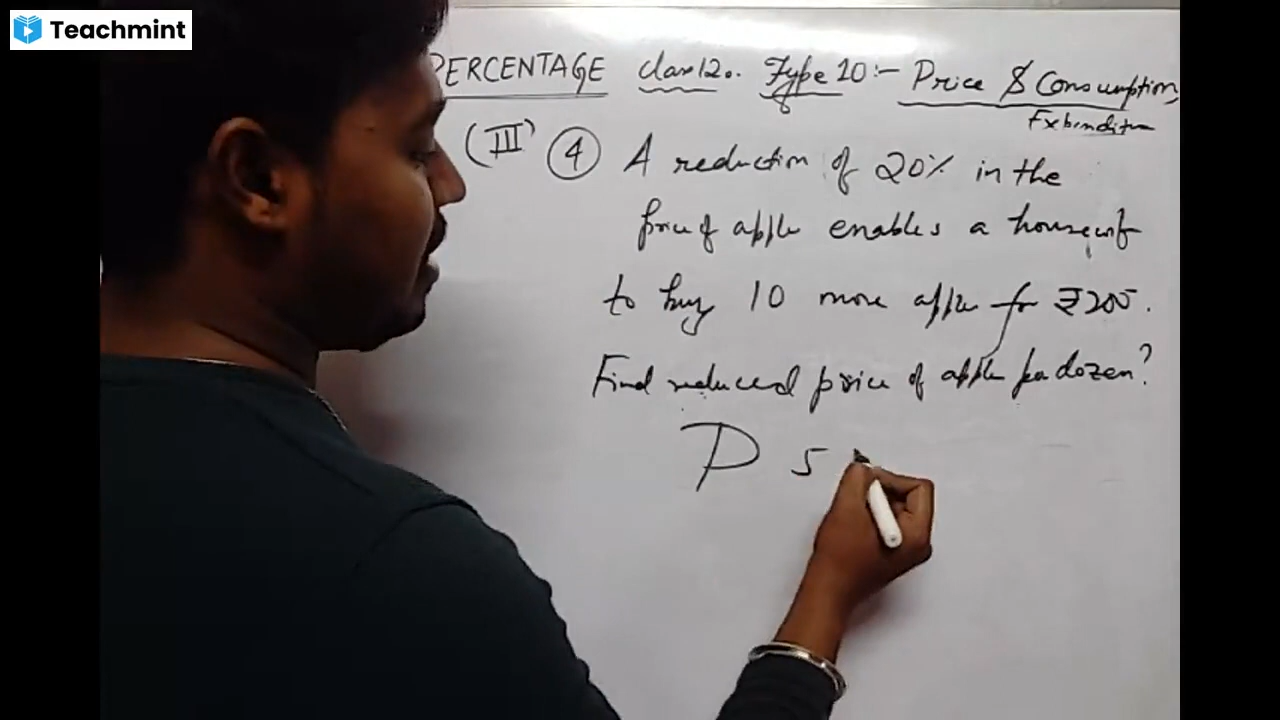 Teachmint
PERCENTAGE Class 12. Type 10:- Price & Consumption,
Expenditure
(III) 4 A reduction of 20% in the
price of apple enables a housewife
to buy 10 more apple for ₹200.
Find reduced price of apple per dozen?
P 5